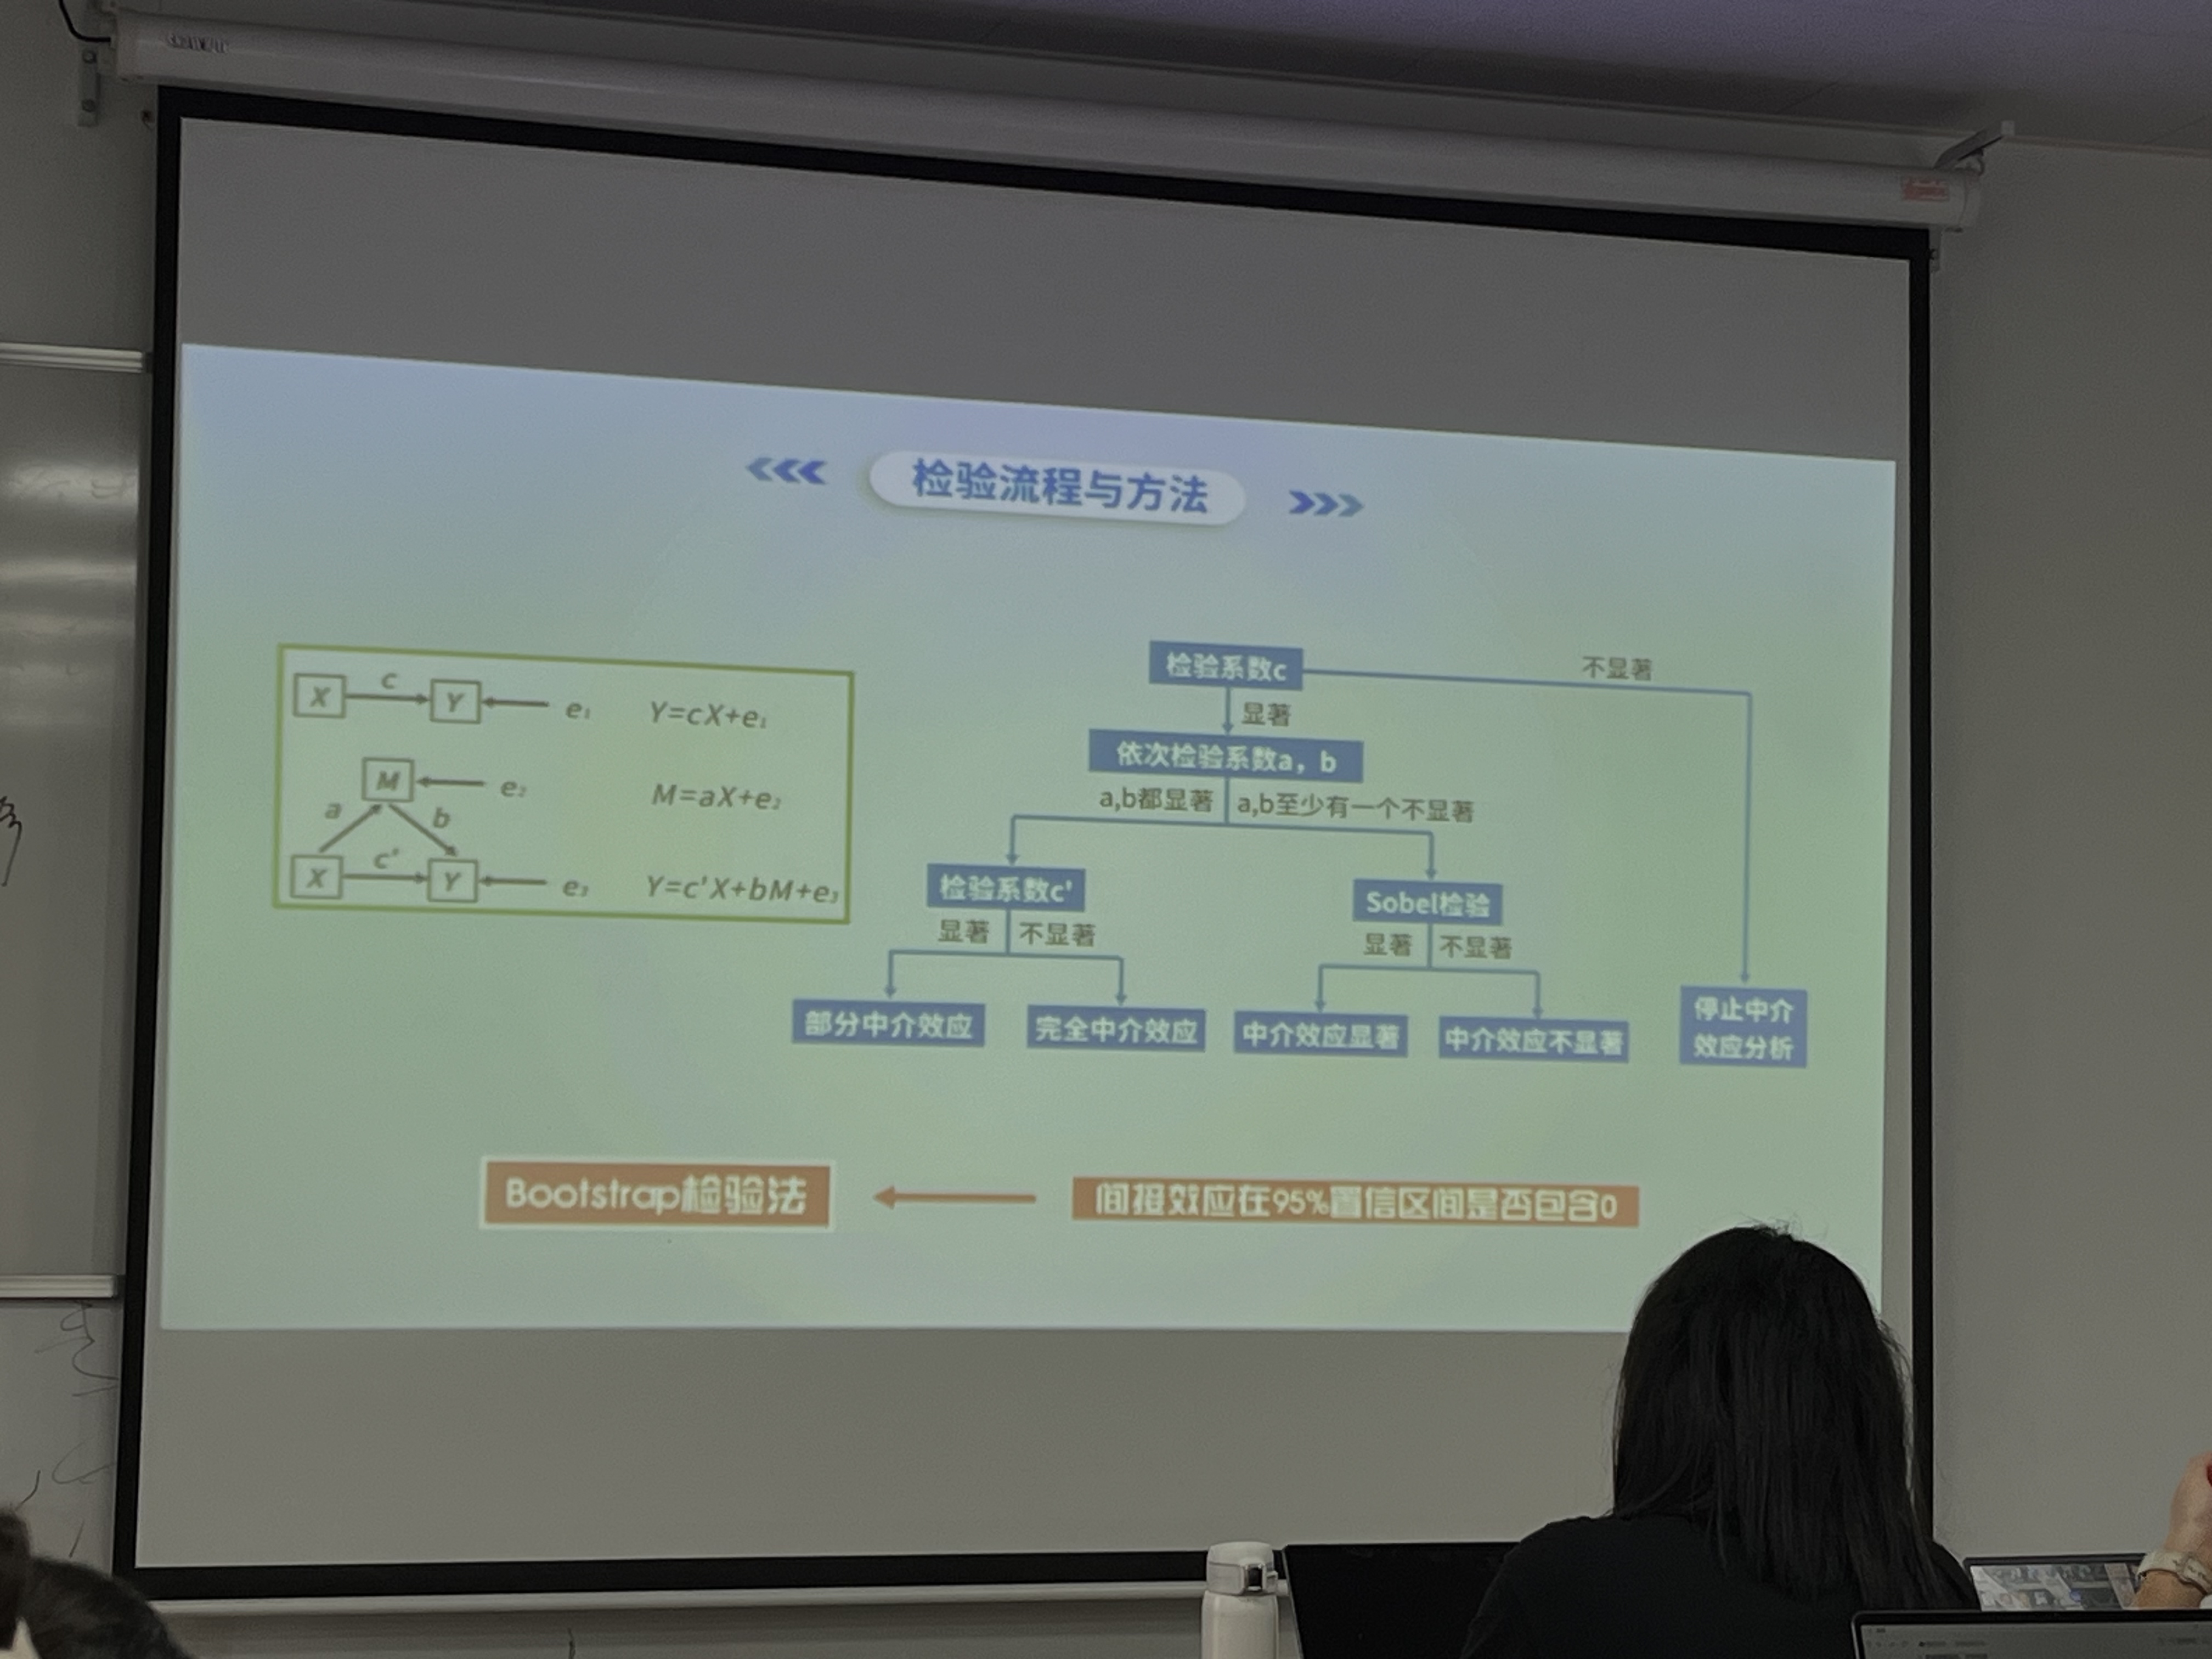 检验流程与方法
X c Y e₁ Y=cX+e₁
M e₂ M=aX+e₂
a b
X c' Y e₃ Y=c'X+bM+e₃
检验系数c
不显著
显著
依次检验系数a，b
a,b都显著 a,b至少有一个不显著
检验系数c'
Sobel检验
显著 不显著
显著 不显著
部分中介效应
完全中介效应
中介效应显著
中介效应不显著
停止中介
效应分析
Bootstrap检验法
间接效应在95%置信区间是否包含0